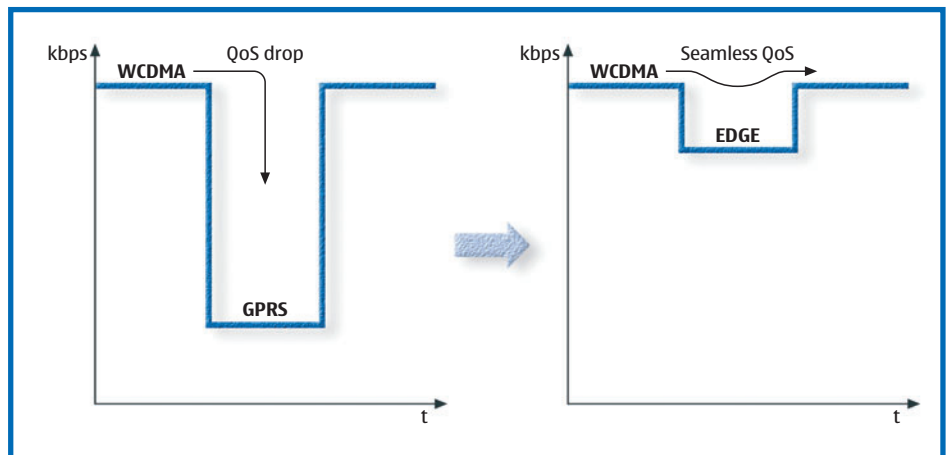 kbps
QoS drop
WCDMA
GPRS
t
kbps
Seamless QoS
WCDMA
EDGE
t